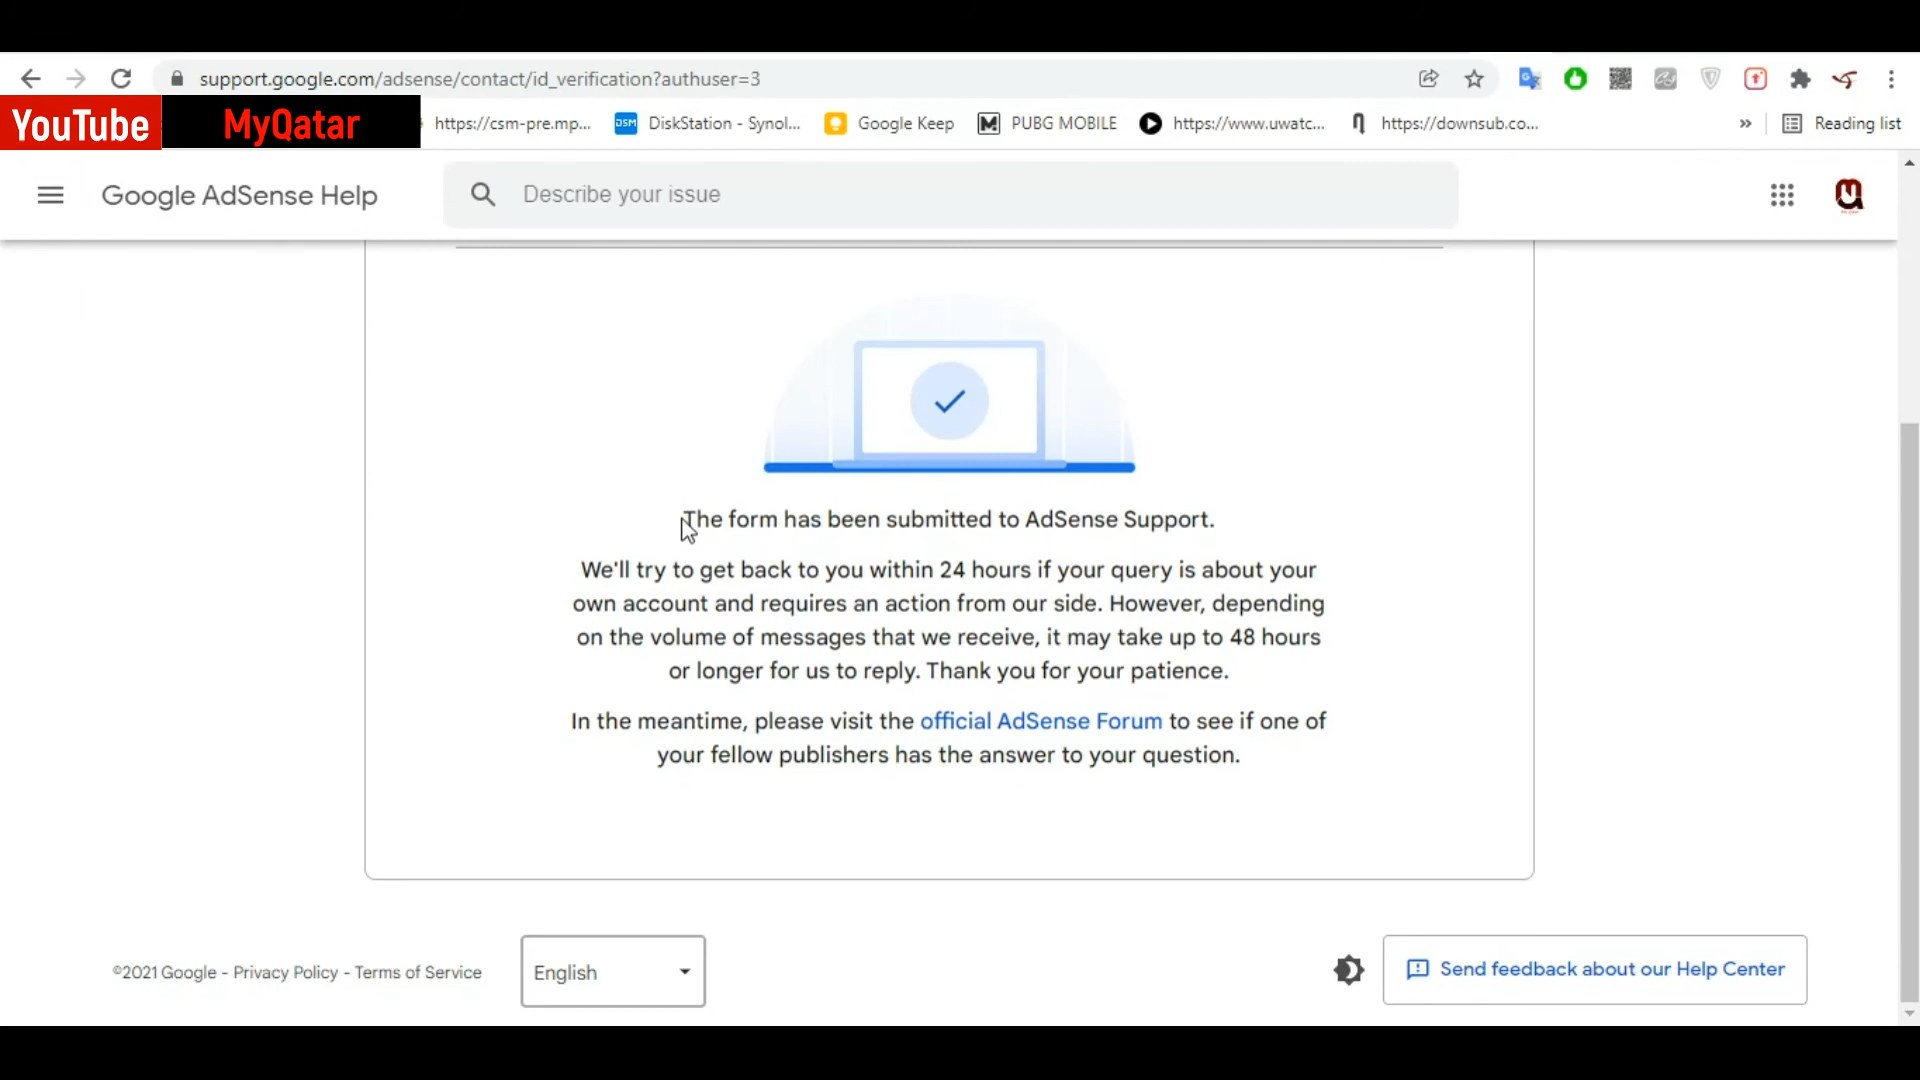 support.google.com/adsense/contact/id_verification?authuser=3
YouTube MyQatar https://csm-pre.mp... DSM DiskStation - Synol... Google Keep PUBG MOBILE https://www.uwatc... https://downsub.co... » Reading list
Google AdSense Help Describe your issue
The form has been submitted to AdSense Support.
We'll try to get back to you within 24 hours if your query is about your
own account and requires an action from our side. However, depending
on the volume of messages that we receive, it may take up to 48 hours
or longer for us to reply. Thank you for your patience.
In the meantime, please visit the official AdSense Forum to see if one of
your fellow publishers has the answer to your question.
©2021 Google - Privacy Policy - Terms of Service English Send feedback about our Help Center